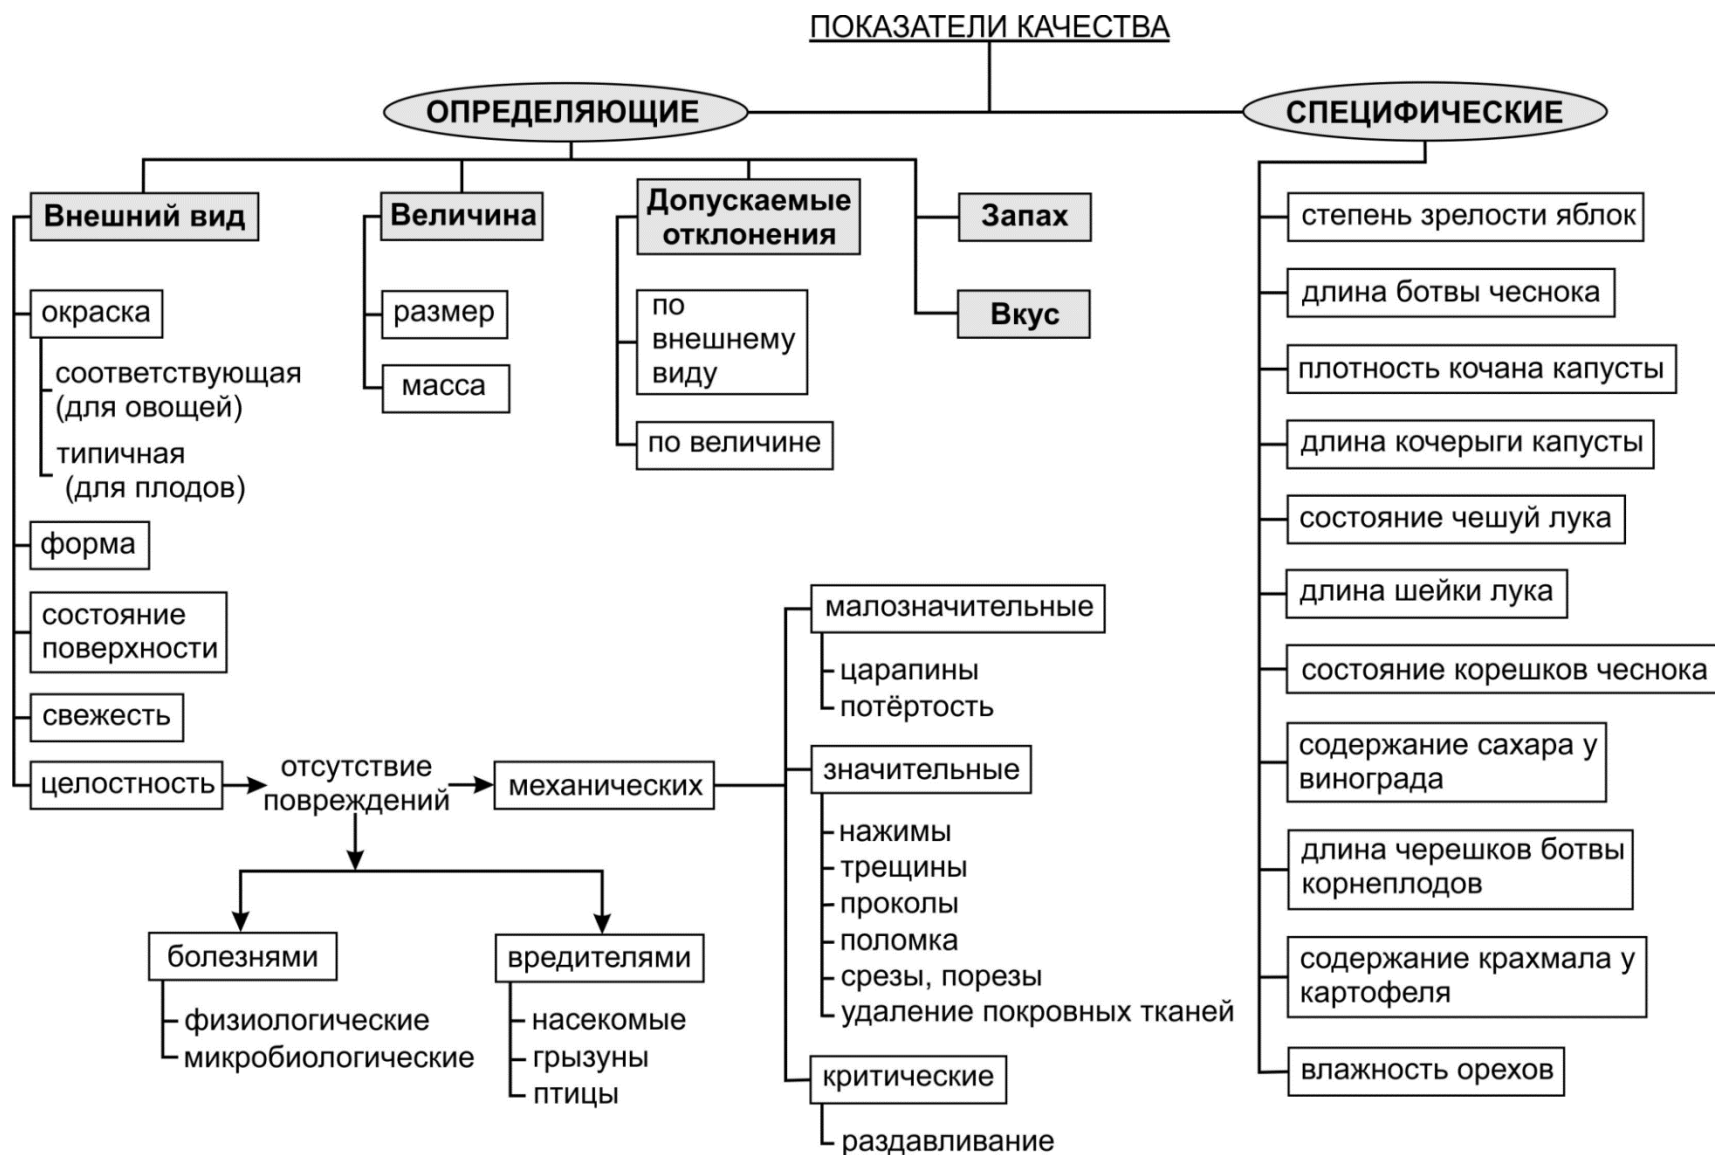 ПОКАЗАТЕЛИ КАЧЕСТВА
ОПРЕДЕЛЯЮЩИЕ
СПЕЦИФИЧЕСКИЕ
Внешний вид
окраска
соответствующая
(для овощей)
типичная
(для плодов)
форма
состояние
поверхности
свежесть
целостность
отсутствие
повреждений
болезнями
физиологические
микробиологические
вредителями
насекомые
грызуны
птицы
механических
малозначительные
царапины
потёртость
значительные
нажимы
трещины
проколы
поломка
срезы, порезы
удаление покровных тканей
критические
раздавливание
Величина
размер
масса
Допускаемые
отклонения
по
внешнему
виду
по величине
Запах
Вкус
степень зрелости яблок
длина ботвы чеснока
плотность кочана капусты
длина кочерыги капусты
состояние чешуй лука
длина шейки лука
состояние корешков чеснока
содержание сахара у
винограда
длина черешков ботвы
корнеплодов
содержание крахмала у
картофеля
влажность орехов